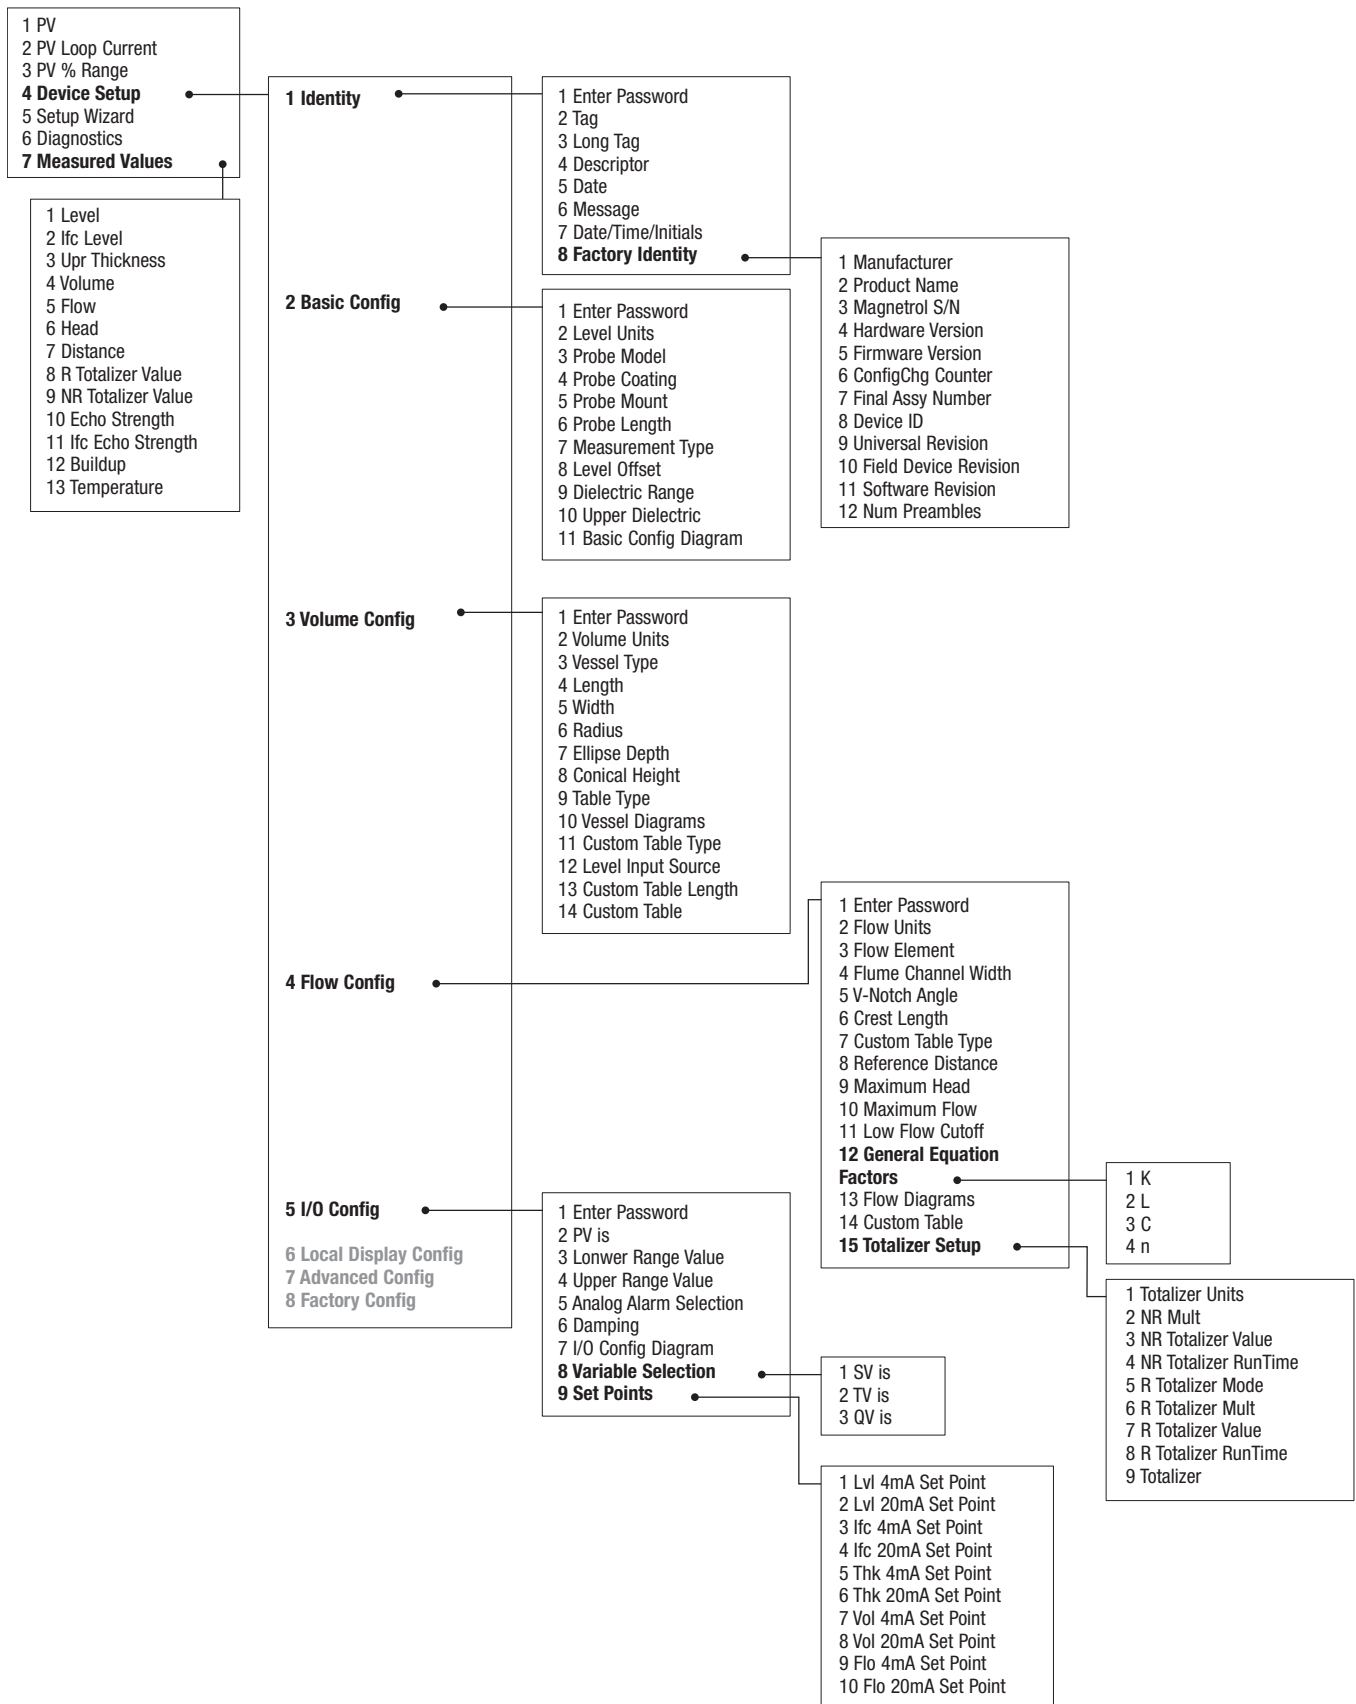 1 PV
2 PV Loop Current
3 PV % Range
4 Device Setup
5 Setup Wizard
6 Diagnostics
7 Measured Values
1 Level
2 Ifc Level
3 Upr Thickness
4 Volume
5 Flow
6 Head
7 Distance
8 R Totalizer Value
9 NR Totalizer Value
10 Echo Strength
11 Ifc Echo Strength
12 Buildup
13 Temperature
1 Identity
2 Basic Config
3 Volume Config
4 Flow Config
5 I/O Config
6 Local Display Config
7 Advanced Config
8 Factory Config
1 Enter Password
2 Tag
3 Long Tag
4 Descriptor
5 Date
6 Message
7 Date/Time/Initials
8 Factory Identity
1 Manufacturer
2 Product Name
3 Magnetrol S/N
4 Hardware Version
5 Firmware Version
6 ConfigChg Counter
7 Final Assy Number
8 Device ID
9 Universal Revision
10 Field Device Revision
11 Software Revision
12 Num Preambles
1 Enter Password
2 Level Units
3 Probe Model
4 Probe Coating
5 Probe Mount
6 Probe Length
7 Measurement Type
8 Level Offset
9 Dielectric Range
10 Upper Dielectric
11 Basic Config Diagram
1 Enter Password
2 Volume Units
3 Vessel Type
4 Length
5 Width
6 Radius
7 Ellipse Depth
8 Conical Height
9 Table Type
10 Vessel Diagrams
11 Custom Table Type
12 Level Input Source
13 Custom Table Length
14 Custom Table
1 Enter Password
2 Flow Units
3 Flow Element
4 Flume Channel Width
5 V-Notch Angle
6 Crest Length
7 Custom Table Type
8 Reference Distance
9 Maximum Head
10 Maximum Flow
11 Low Flow Cutoff
12 General Equation
Factors
13 Flow Diagrams
14 Custom Table
15 Totalizer Setup
1 K
2 L
3 C
4 n
1 Totalizer Units
2 NR Mult
3 NR Totalizer Value
4 NR Totalizer RunTime
5 R Totalizer Mode
6 R Totalizer Mult
7 R Totalizer Value
8 R Totalizer RunTime
9 Totalizer
1 Enter Password
2 PV is
3 Lonwer Range Value
4 Upper Range Value
5 Analog Alarm Selection
6 Damping
7 I/O Config Diagram
8 Variable Selection
9 Set Points
1 SV is
2 TV is
3 QV is
1 Lvl 4mA Set Point
2 Lvl 20mA Set Point
3 Ifc 4mA Set Point
4 Ifc 20mA Set Point
5 Thk 4mA Set Point
6 Thk 20mA Set Point
7 Vol 4mA Set Point
8 Vol 20mA Set Point
9 Flo 4mA Set Point
10 Flo 20mA Set Point